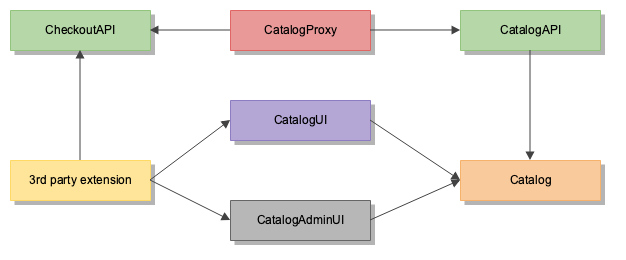 CheckoutAPI
CatalogProxy
CatalogAPI
CatalogUI
3rd party extension
Catalog
CatalogAdminUI